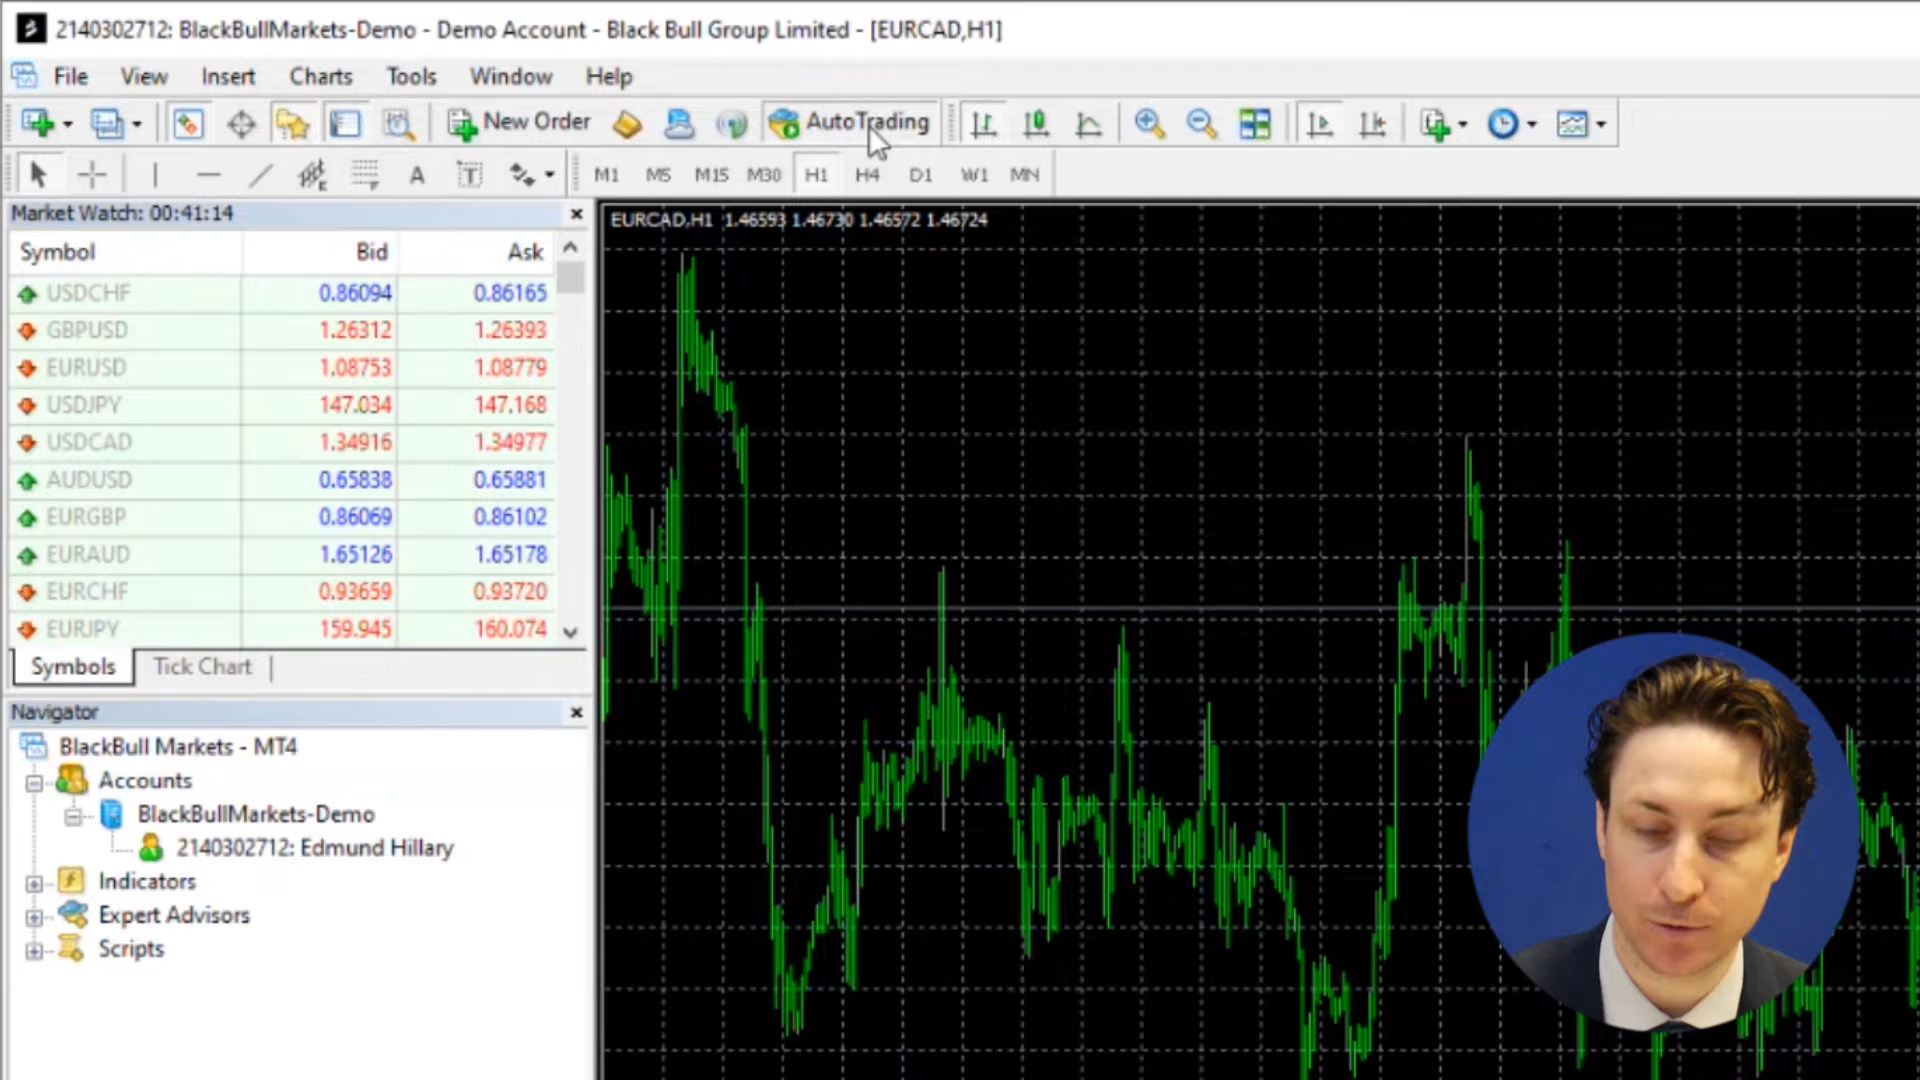 2140302712: BlackBullMarkets-Demo - Demo Account - Black Bull Group Limited - [EURCAD,H1]
File View Insert Charts Tools Window Help
New Order AutoTrading
A T M1 M5 M15 M30 H1 H4 D1 W1 MN
Market Watch: 00:41:14
EURCAD,H1 1.46593 1.46730 1.46572 1.46724
Symbol Bid Ask
USDCHF 0.86094 0.86165
GBPUSD 1.26312 1.26393
EURUSD 1.08753 1.08779
USDJPY 147.034 147.168
USDCAD 1.34916 1.34977
AUDUSD 0.65838 0.65881
EURGBP 0.86069 0.86102
EURAUD 1.65126 1.65178
EURCHF 0.93659 0.93720
EURJPY 159.945 160.074
Symbols Tick Chart
Navigator
BlackBull Markets - MT4
Accounts
BlackBullMarkets-Demo
2140302712: Edmund Hillary
Indicators
Expert Advisors
Scripts